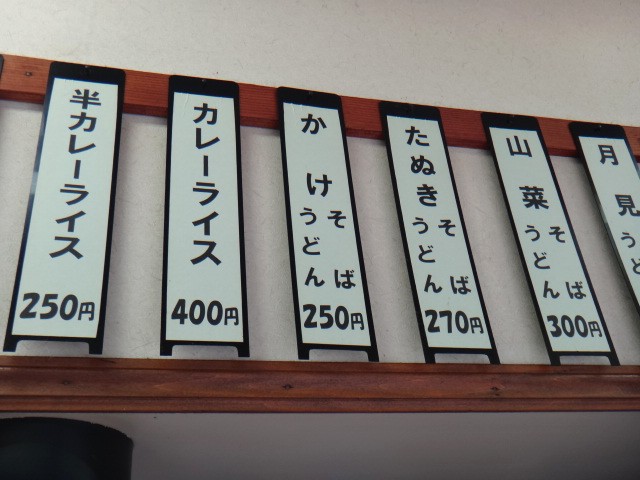 半カレーライス
250円
カレーライス
400円
かけ
そば
うどん
250円
たぬき
そば
うどん
270円
山菜
そば
うどん
300円
月見
うど